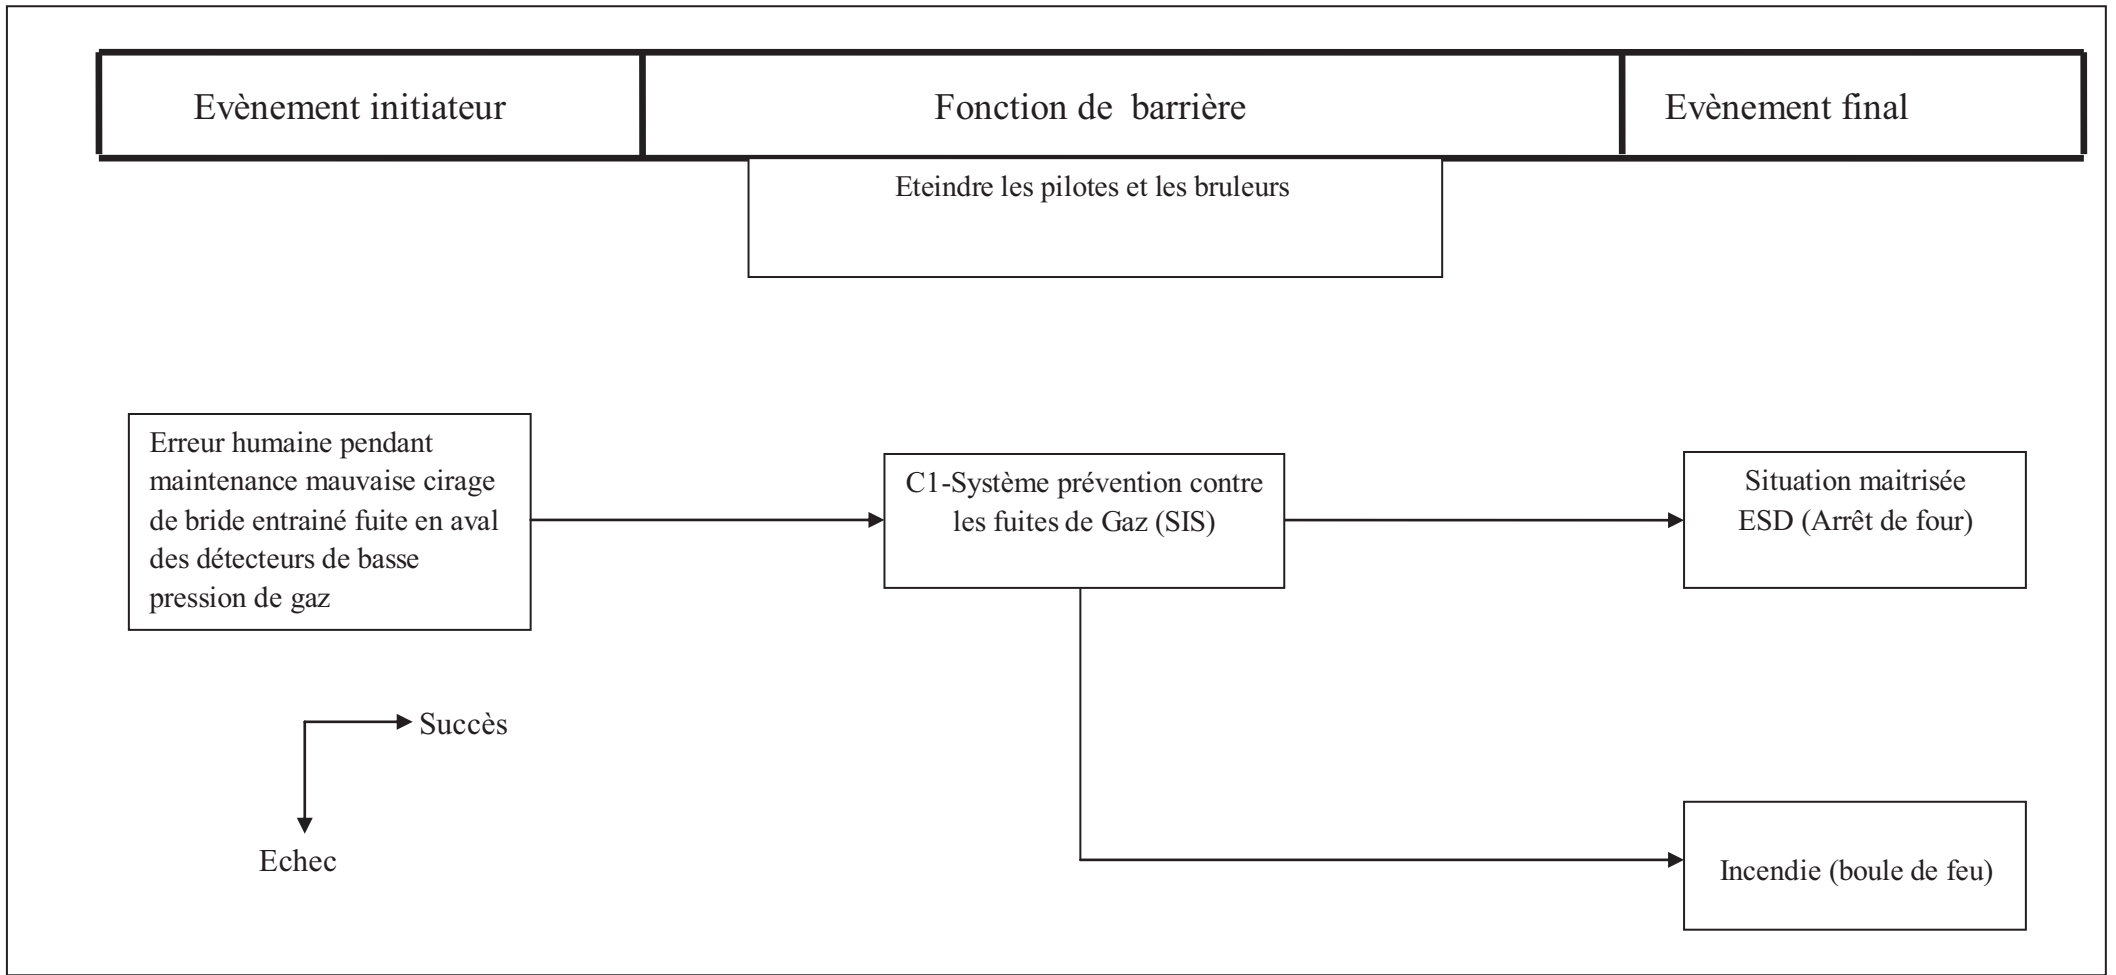 Evènement initiateur
Fonction de barrière
Evènement final
Eteindre les pilotes et les bruleurs
Erreur humaine pendant
maintenance mauvaise cirage
de bride entrainé fuite en aval
des détecteurs de basse
pression de gaz
C1-Système prévention contre
les fuites de Gaz (SIS)
Situation maitrisée
ESD (Arrêt de four)
Succès
Echec
Incendie (boule de feu)